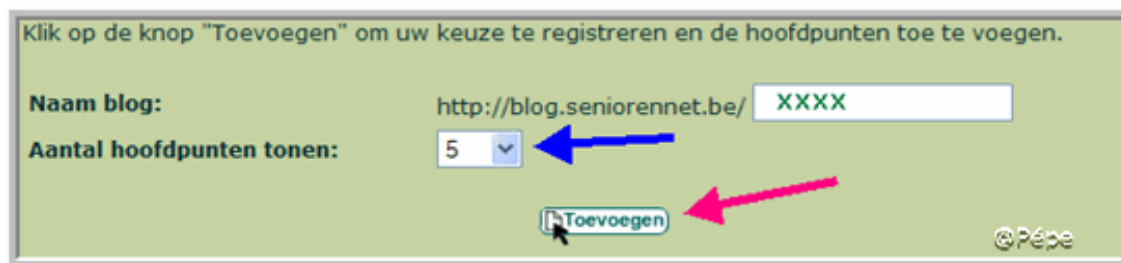 Klik op de knop "Toevoegen" om uw keuze te registreren en de hoofdpunten toe te voegen.
Naam blog: http://blog.seniorennet.be/ XXXX
Aantal hoofdpunten tonen: 5
Toevoegen
@Pépe